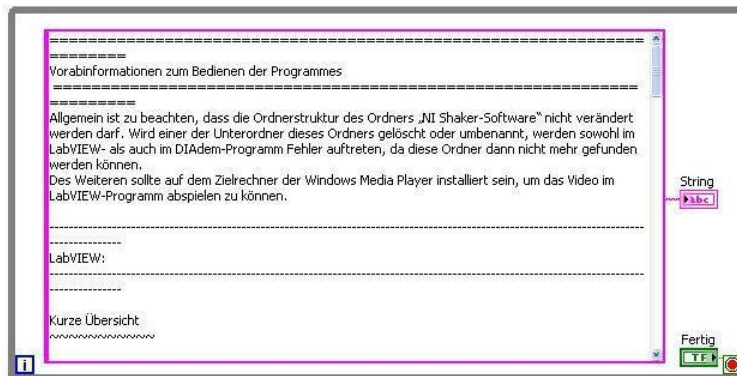 ===================================================================
========
Vorabinformationen zum Bedienen der Programmes
==================================================================
=========
Allgemein ist zu beachten, dass die Ordnerstruktur des Ordners „NI Shaker-Software“ nicht verändert
werden darf. Wird einer der Unterordner dieses Ordners gelöscht oder umbenannt, werden sowohl im
LabVIEW- als auch im DIAdem-Programm Fehler auftreten, da diese Ordner dann nicht mehr gefunden
werden können.
Des Weiteren sollte auf dem Zielrechner der Windows Media Player installiert sein, um das Video im
LabVIEW-Programm abspielen zu können.
-----------------------------------------------------------------------------------------------------------------------
---------------
LabVIEW:
-----------------------------------------------------------------------------------------------------------------------
---------------
Kurze Übersicht
~~~~~~~~~~~~
String
abc
Fertig
TF
i